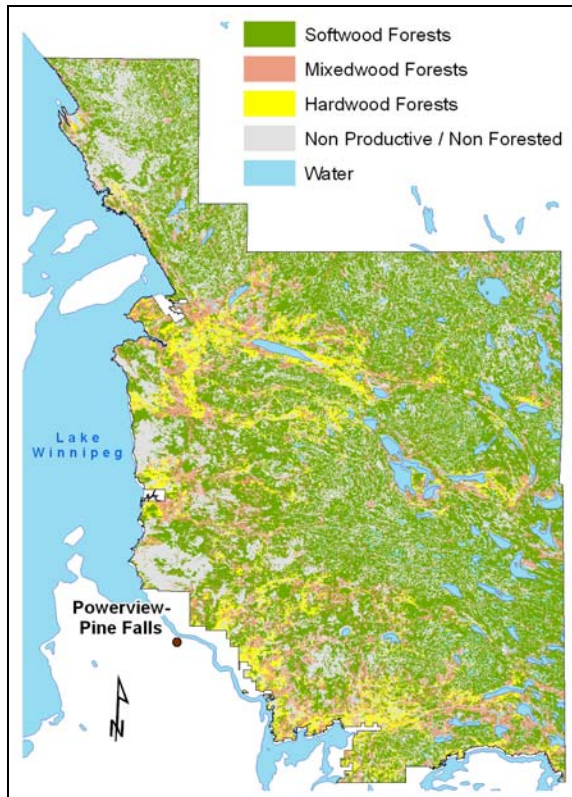 Softwood Forests
Mixedwood Forests
Hardwood Forests
Non Productive / Non Forested
Water
Lake
Winnipeg
Powerview-
Pine Falls
N